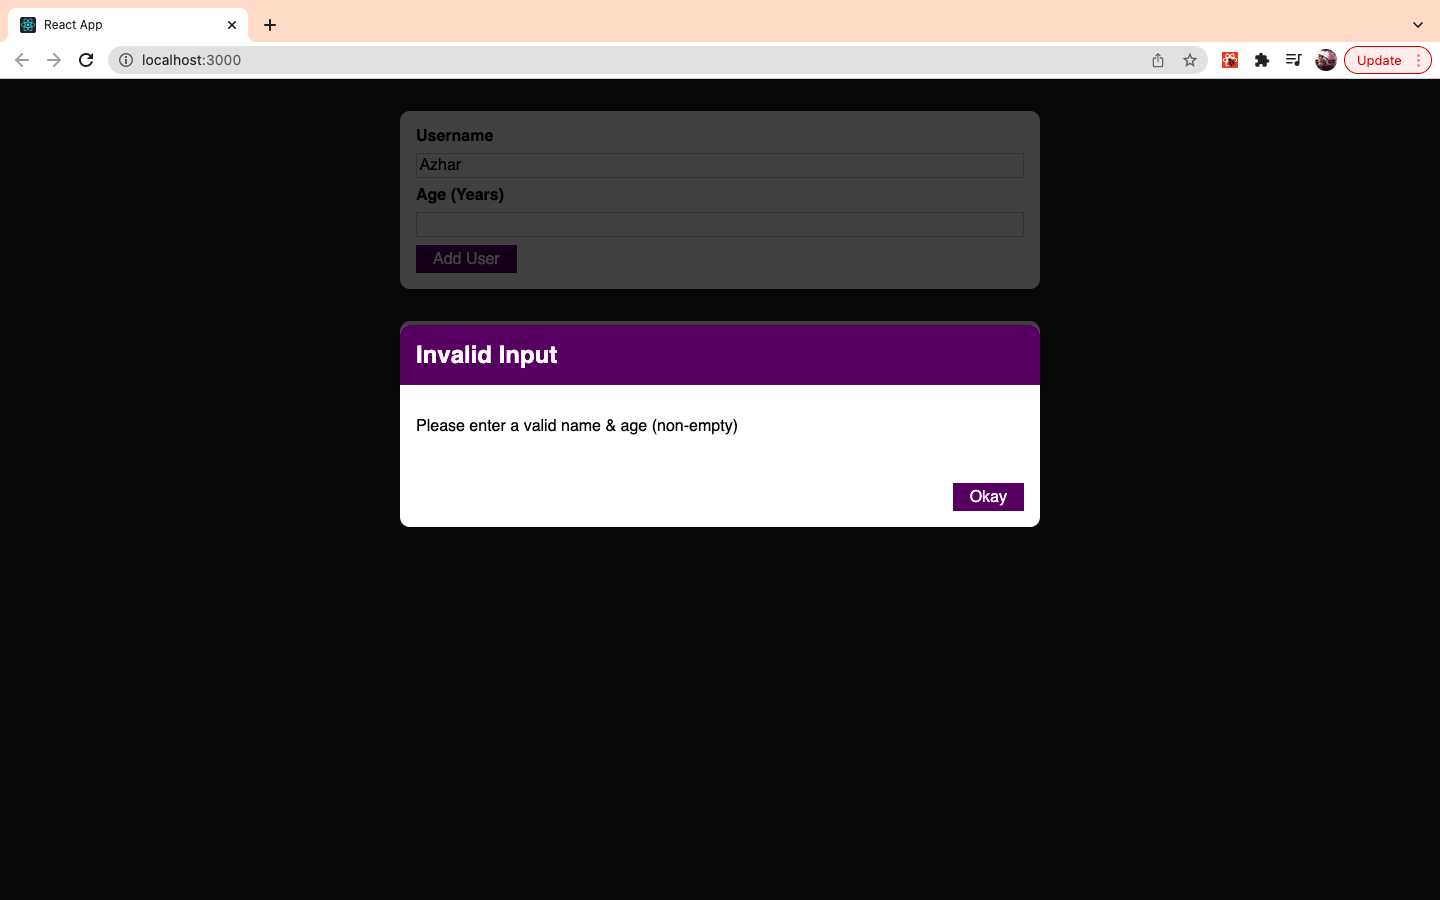 React App
localhost:3000
Update
Username
Azhar
Age (Years)
Add User
Invalid Input
Please enter a valid name & age (non-empty)
Okay